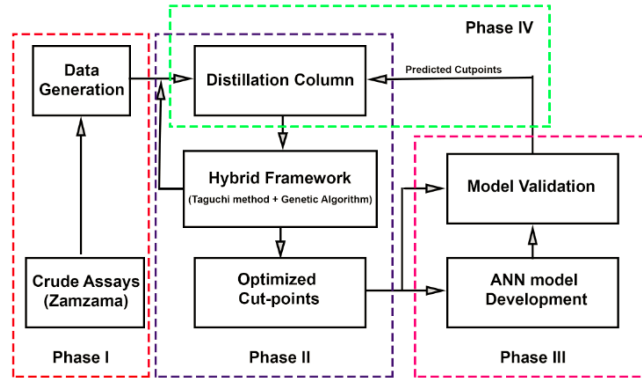 Phase IV
Data
Generation
Distillation Column
Predicted Cutpoints
Hybrid Framework
(Taguchi method + Genetic Algorithm)
Model Validation
Crude Assays
(Zamzama)
Optimized
Cut-points
ANN model
Development
Phase I
Phase II
Phase III